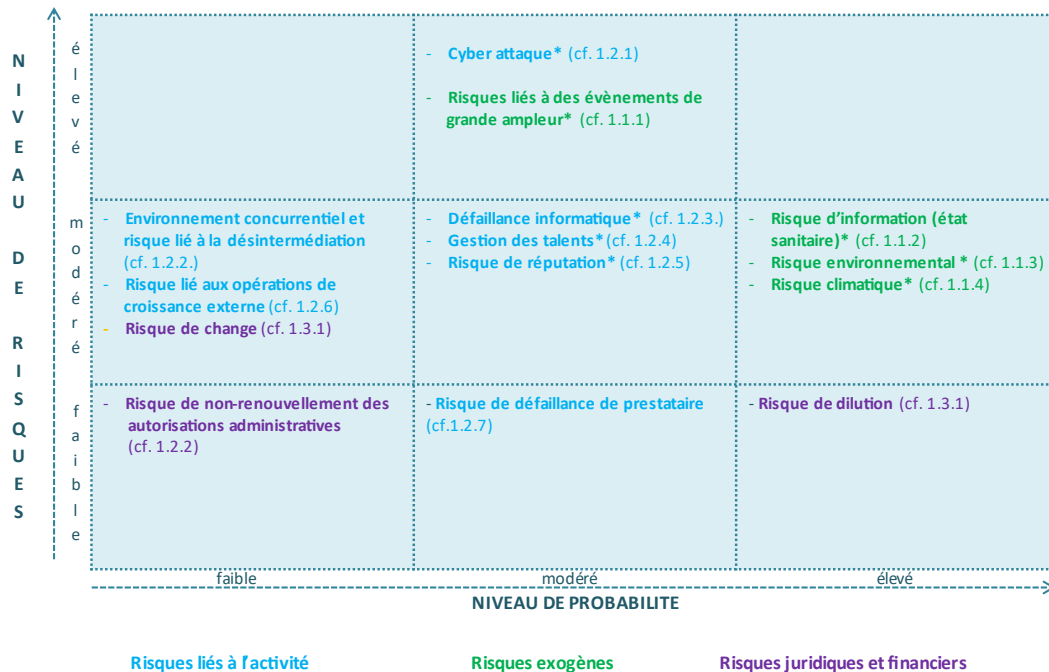 NIVEAU DE RISQUES
élevé
- Cyber attaque* (cf. 1.2.1)
- Risques liés à des évènements de
grande ampleur* (cf. 1.1.1)
modéré
- Environnement concurrentiel et
risque lié à la désintermédiation
(cf. 1.2.2.)
- Risque lié aux opérations de
croissance externe (cf. 1.2.6)
- Risque de change (cf. 1.3.1)
- Défaillance informatique* (cf. 1.2.3.)
- Gestion des talents* (cf. 1.2.4)
- Risque de réputation* (cf. 1.2.5)
- Risque d’information (état
sanitaire)* (cf. 1.1.2)
- Risque environnemental * (cf. 1.1.3)
- Risque climatique* (cf. 1.1.4)
faible
- Risque de non-renouvellement des
autorisations administratives
(cf. 1.2.2)
- Risque de défaillance de prestataire
(cf.1.2.7)
- Risque de dilution (cf. 1.3.1)
faible
modéré
élevé
NIVEAU DE PROBABILITE
Risques liés à l'activité
Risques exogènes
Risques juridiques et financiers